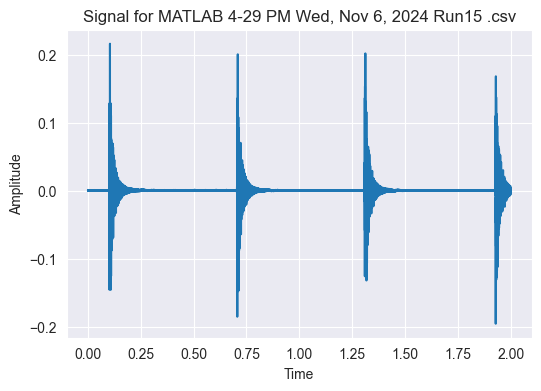 Signal for MATLAB 4-29 PM Wed, Nov 6, 2024 Run15 .csv
0.2
0.1
0.0
−0.1
−0.2
Amplitude
0.00 0.25 0.50 0.75 1.00 1.25 1.50 1.75 2.00
Time